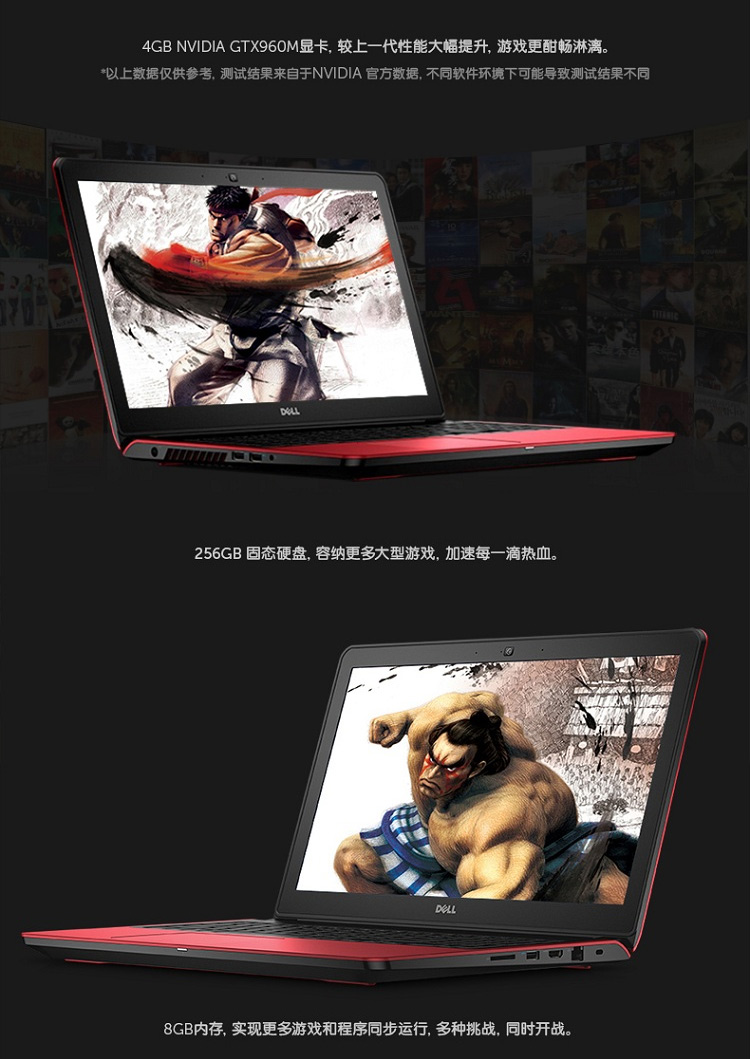 4GB NVIDIA GTX960M显卡, 较上一代性能大幅提升, 游戏更酣畅淋漓。
*以上数据仅供参考, 测试结果来自于NVIDIA 官方数据, 不同软件环境下可能导致测试结果不同
DELL
256GB 固态硬盘, 容纳更多大型游戏, 加速每一滴热血。
DELL
8GB内存, 实现更多游戏和程序同步运行, 多种挑战, 同时开战。